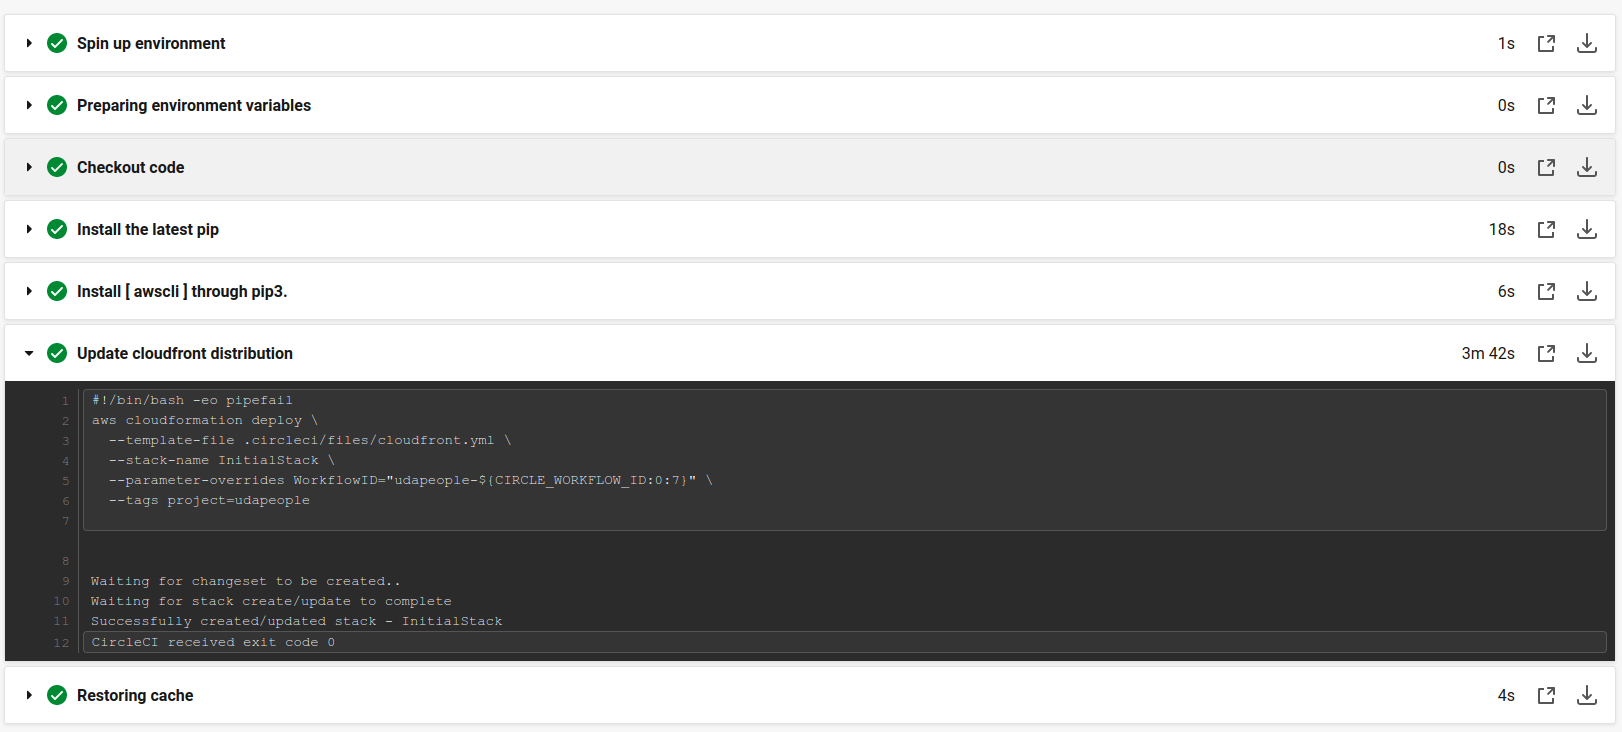 Spin up environment 1s
Preparing environment variables 0s
Checkout code 0s
Install the latest pip 18s
Install [ awscli ] through pip3. 6s
Update cloudfront distribution 3m 42s
1 #!/bin/bash -eo pipefail
2 aws cloudformation deploy \
3 --template-file .circleci/files/cloudfront.yml \
4 --stack-name InitialStack \
5 --parameter-overrides WorkflowID="udapeople-${CIRCLE_WORKFLOW_ID:0:7}" \
6 --tags project=udapeople
7
8
9 Waiting for changeset to be created..
10 Waiting for stack create/update to complete
11 Successfully created/updated stack - InitialStack
12 CircleCI received exit code 0
Restoring cache 4s